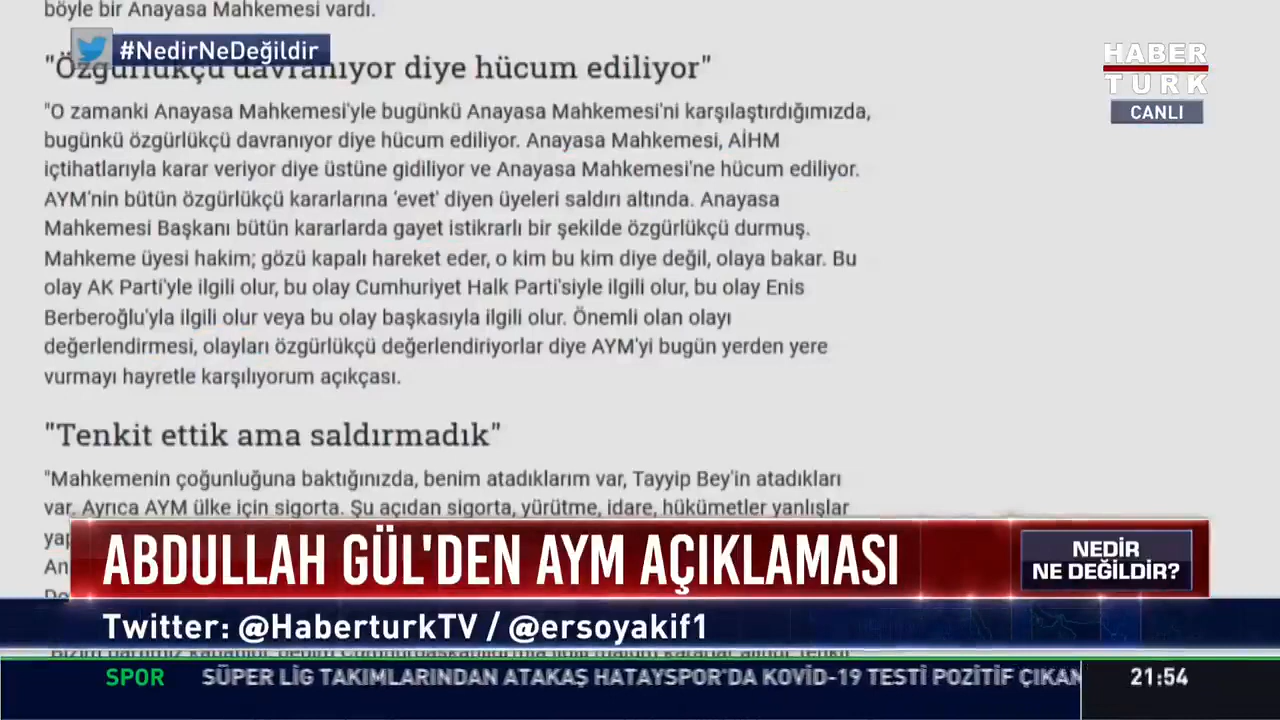 böyle bir Anayasa Mahkemesi vardı.
#NedirNeDeğildir
"Özgürlükçü davranıyor diye hücum ediliyor"
HABER
TURK
CANLI
"O zamanki Anayasa Mahkemesi'yle bugünkü Anayasa Mahkemesi'ni karşılaştırdığımızda,
bugünkü özgürlükçü davranıyor diye hücum ediliyor. Anayasa Mahkemesi, AİHM
içtihatlarıyla karar veriyor diye üstüne gidiliyor ve Anayasa Mahkemesi'ne hücum ediliyor.
AYM'nin bütün özgürlükçü kararlarına 'evet' diyen üyeleri saldırı altında. Anayasa
Mahkemesi Başkanı bütün kararlarda gayet istikrarlı bir şekilde özgürlükçü durmuş.
Mahkeme üyesi hakim; gözü kapalı hareket eder, o kim bu kim diye değil, olaya bakar. Bu
olay AK Parti'yle ilgili olur, bu olay Cumhuriyet Halk Parti'siyle ilgili olur, bu olay Enis
Berberoğlu'yla ilgili olur veya bu olay başkasıyla ilgili olur. Önemli olan olayı
değerlendirmesi, olayları özgürlükçü değerlendiriyorlar diye AYM'yi bugün yerden yere
vurmayı hayretle karşılıyorum açıkçası.
"Tenkit ettik ama saldırmadık"
"Mahkemenin çoğunluğuna baktığınızda, benim atadıklarım var, Tayyip Bey'in atadıkları
var. Ayrıca AYM ülke için sigorta. Şu açıdan sigorta, yürütme, idare, hükümetler yanlışlar
ABDULLAH GÜL'DEN AYM AÇIKLAMASI
NEDİR
NE DEĞİLDİR?
Twitter: @HaberturkTV / @ersoyakif1
SPOR SÜPER LİG TAKIMLARINDAN ATAKAŞ HATAYSPOR'DA KOVİD-19 TESTİ POZİTİF ÇIKAN
21:54